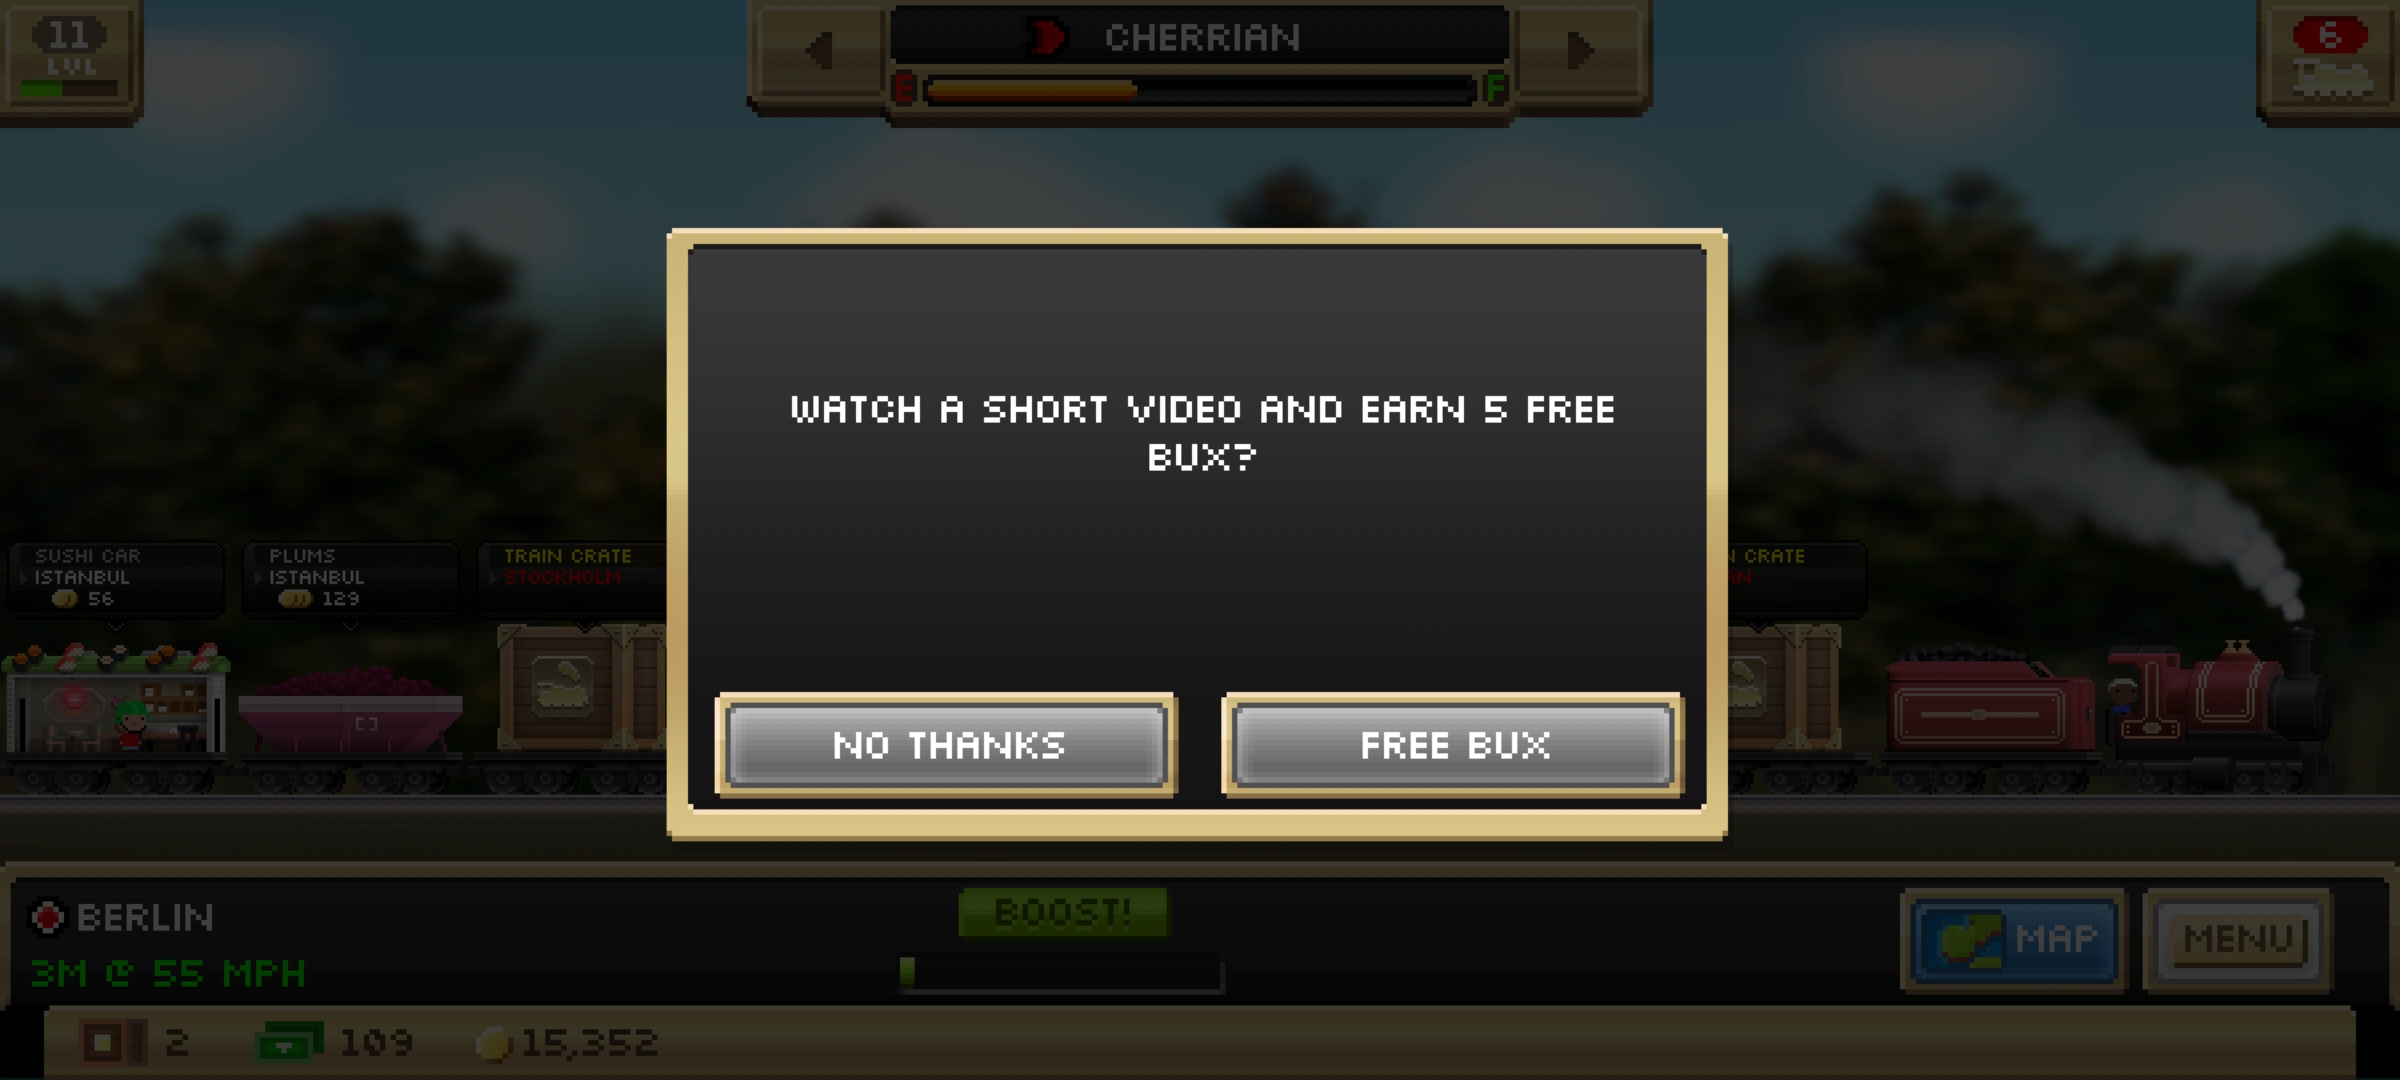 11
LVL
CHERRIAN
E
F
6
WATCH A SHORT VIDEO AND EARN 5 FREE
BUX?
NO THANKS
FREE BUX
SUSHI CAR
ISTANBUL
56
PLUMS
ISTANBUL
129
TRAIN CRATE
STOCKHOLM
CRATE
BERLIN
3M @ 55 MPH
BOOST!
MAP
MENU
2
109
15,352